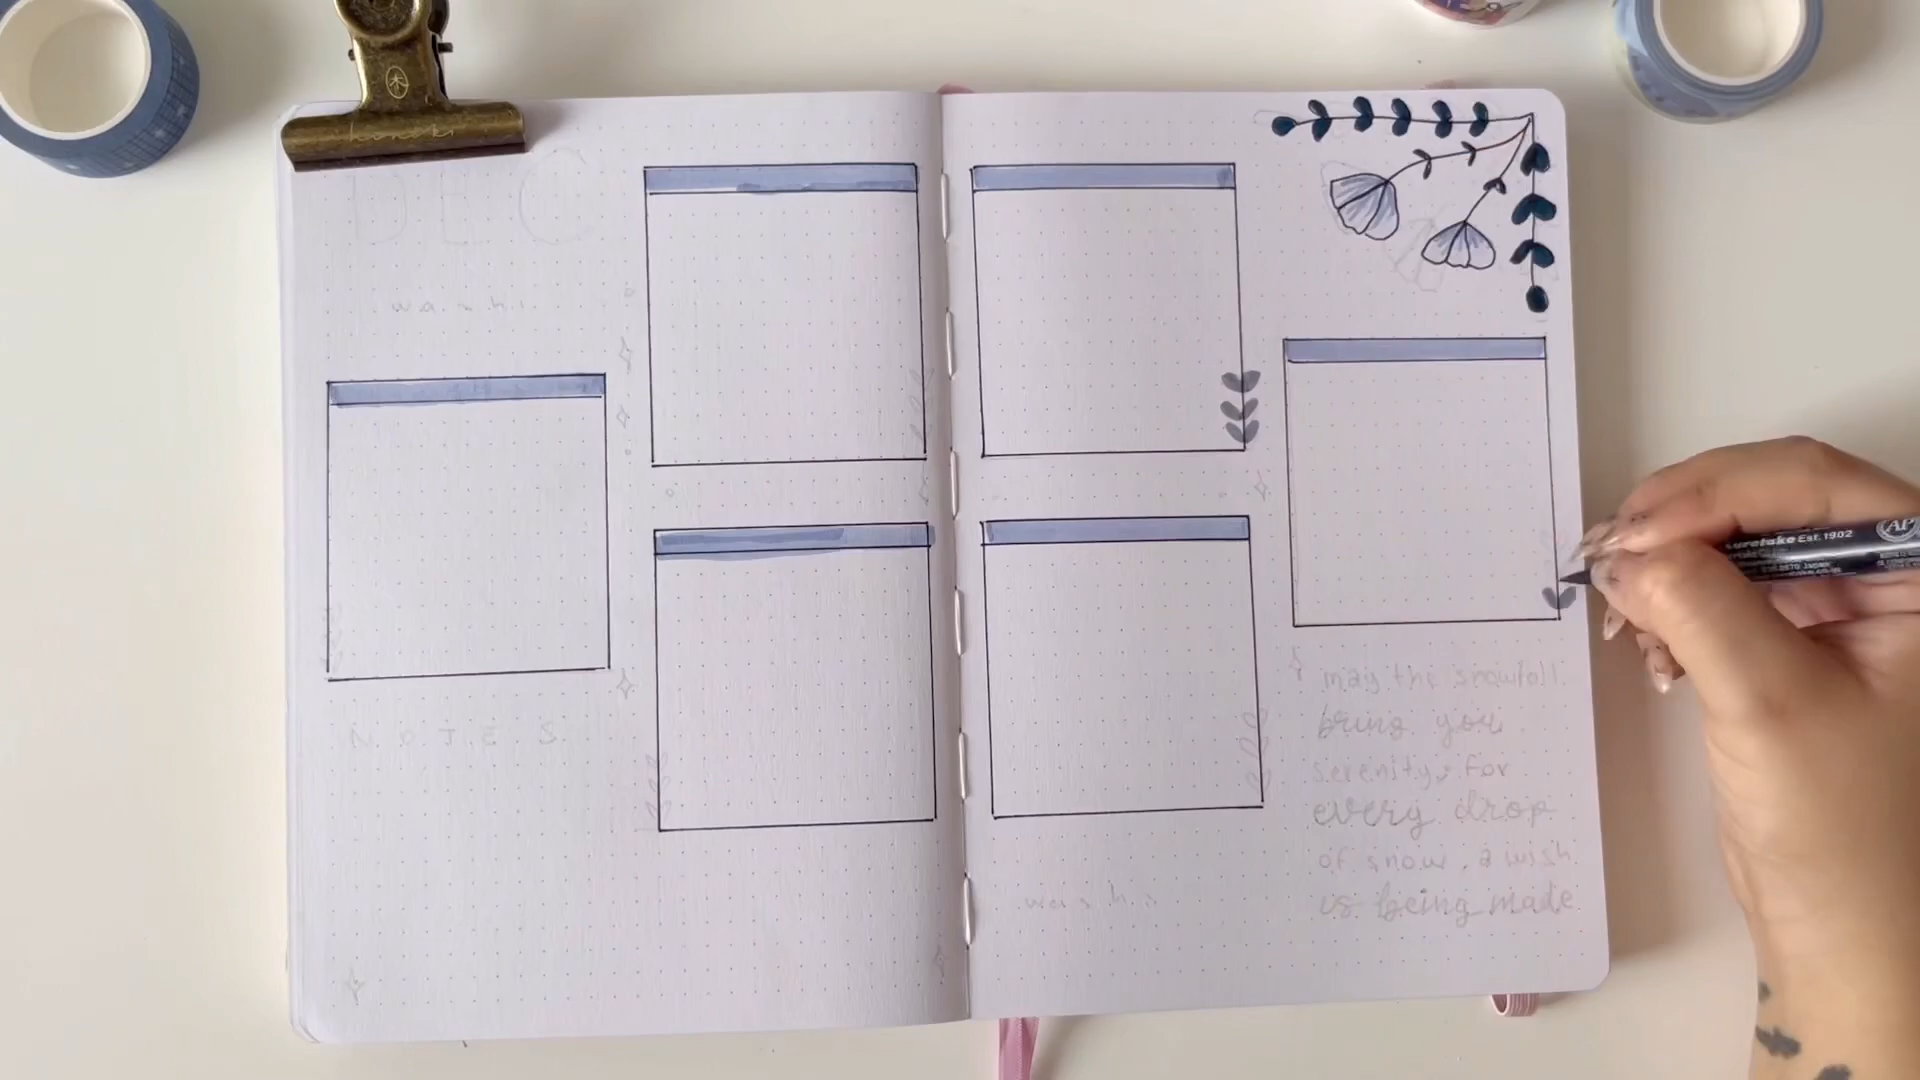 DEC
washi
NOTES
may the snowfall
bring you
serenity, for
every drop
of snow, a wish
is being made
washi
Est. 1902
AP